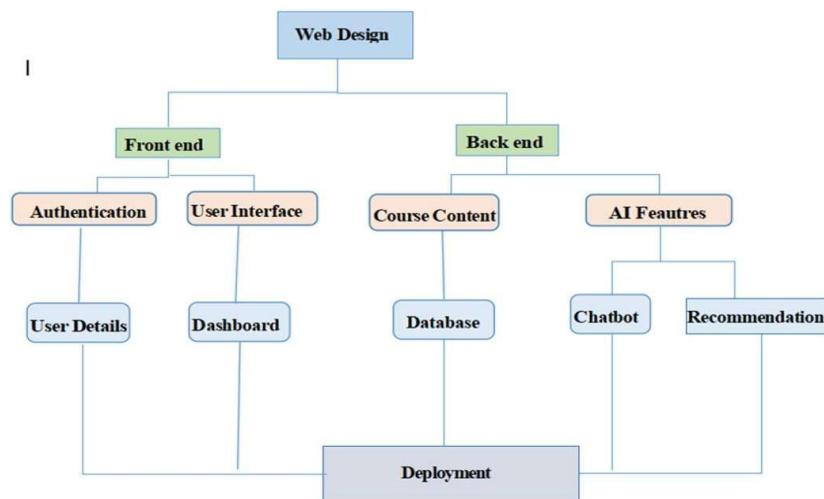 Web Design
Front end
Back end
Authentication
User Interface
Course Content
AI Feautres
User Details
Dashboard
Database
Chatbot
Recommendation
Deployment